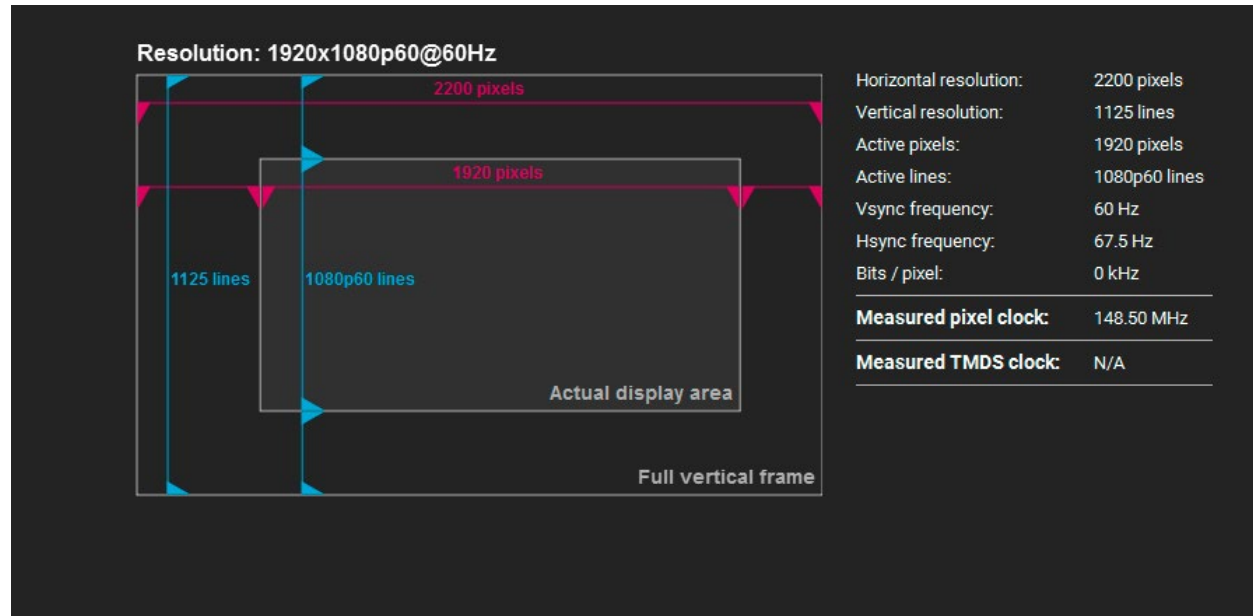 Resolution: 1920x1080p60@60Hz
2200 pixels
1920 pixels
1125 lines
1080p60 lines
Actual display area
Full vertical frame
Horizontal resolution: 2200 pixels
Vertical resolution: 1125 lines
Active pixels: 1920 pixels
Active lines: 1080p60 lines
Vsync frequency: 60 Hz
Hsync frequency: 67.5 Hz
Bits / pixel: 0 kHz
Measured pixel clock: 148.50 MHz
Measured TMDS clock: N/A